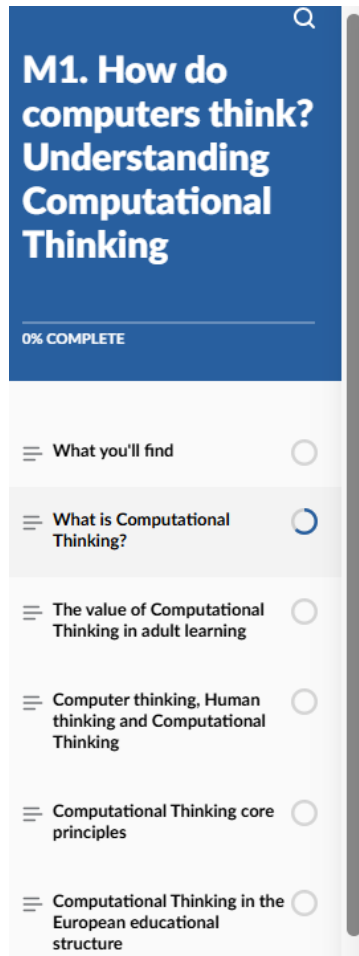 M1. How do
computers think?
Understanding
Computational
Thinking
0% COMPLETE
What you'll find
What is Computational
Thinking?
The value of Computational
Thinking in adult learning
Computer thinking, Human
thinking and Computational
Thinking
Computational Thinking core
principles
Computational Thinking in the
European educational
structure